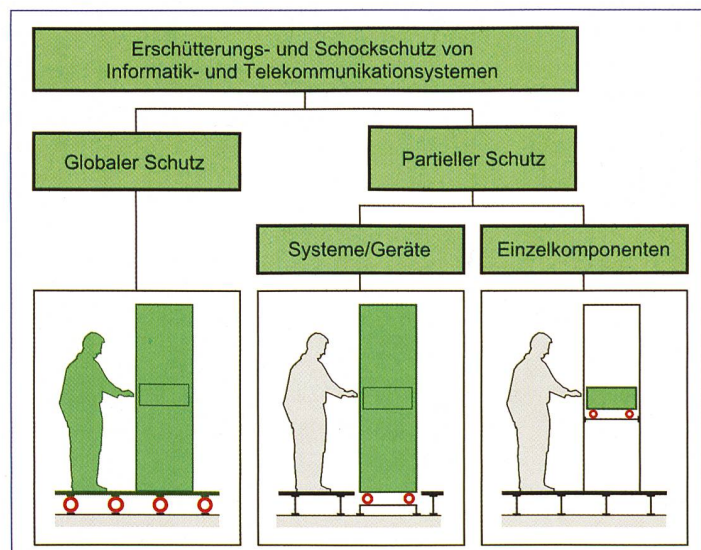 Erschütterungs- und Schockschutz von
Informatik- und Telekommunikationsystemen
Globaler Schutz
Partieller Schutz
Systeme/Geräte
Einzelkomponenten